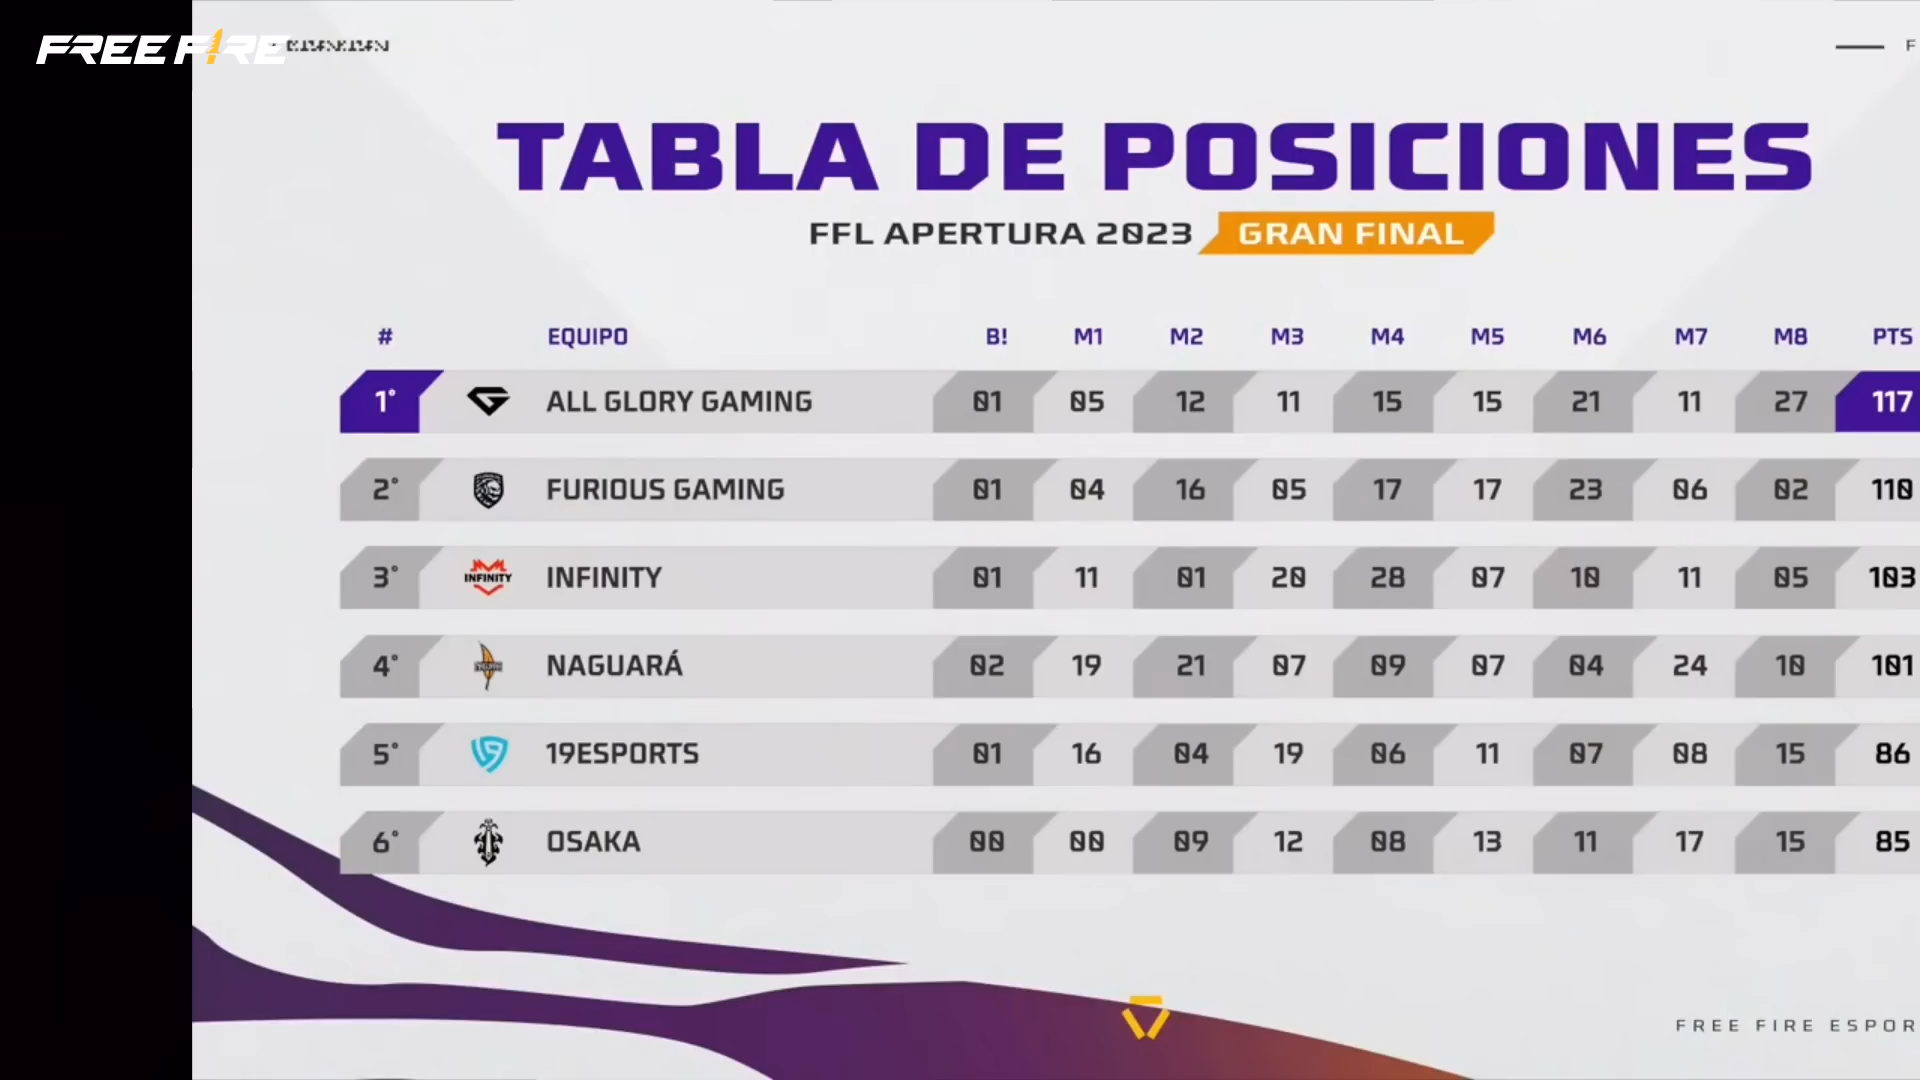 FREE FIRE
TABLA DE POSICIONES
FFL APERTURA 2023 GRAN FINAL
# EQUIPO B! M1 M2 M3 M4 M5 M6 M7 M8 PTS
1° ALL GLORY GAMING 01 05 12 11 15 15 21 11 27 117
2° FURIOUS GAMING 01 04 16 05 17 17 23 06 02 110
3° INFINITY INFINITY 01 11 01 20 28 07 10 11 05 103
4° NAGUARÁ 02 19 21 07 09 07 04 24 10 101
5° 19ESPORTS 01 16 04 19 06 11 07 08 15 86
6° OSAKA 00 00 09 12 08 13 11 17 15 85
FREE FIRE ESPOR